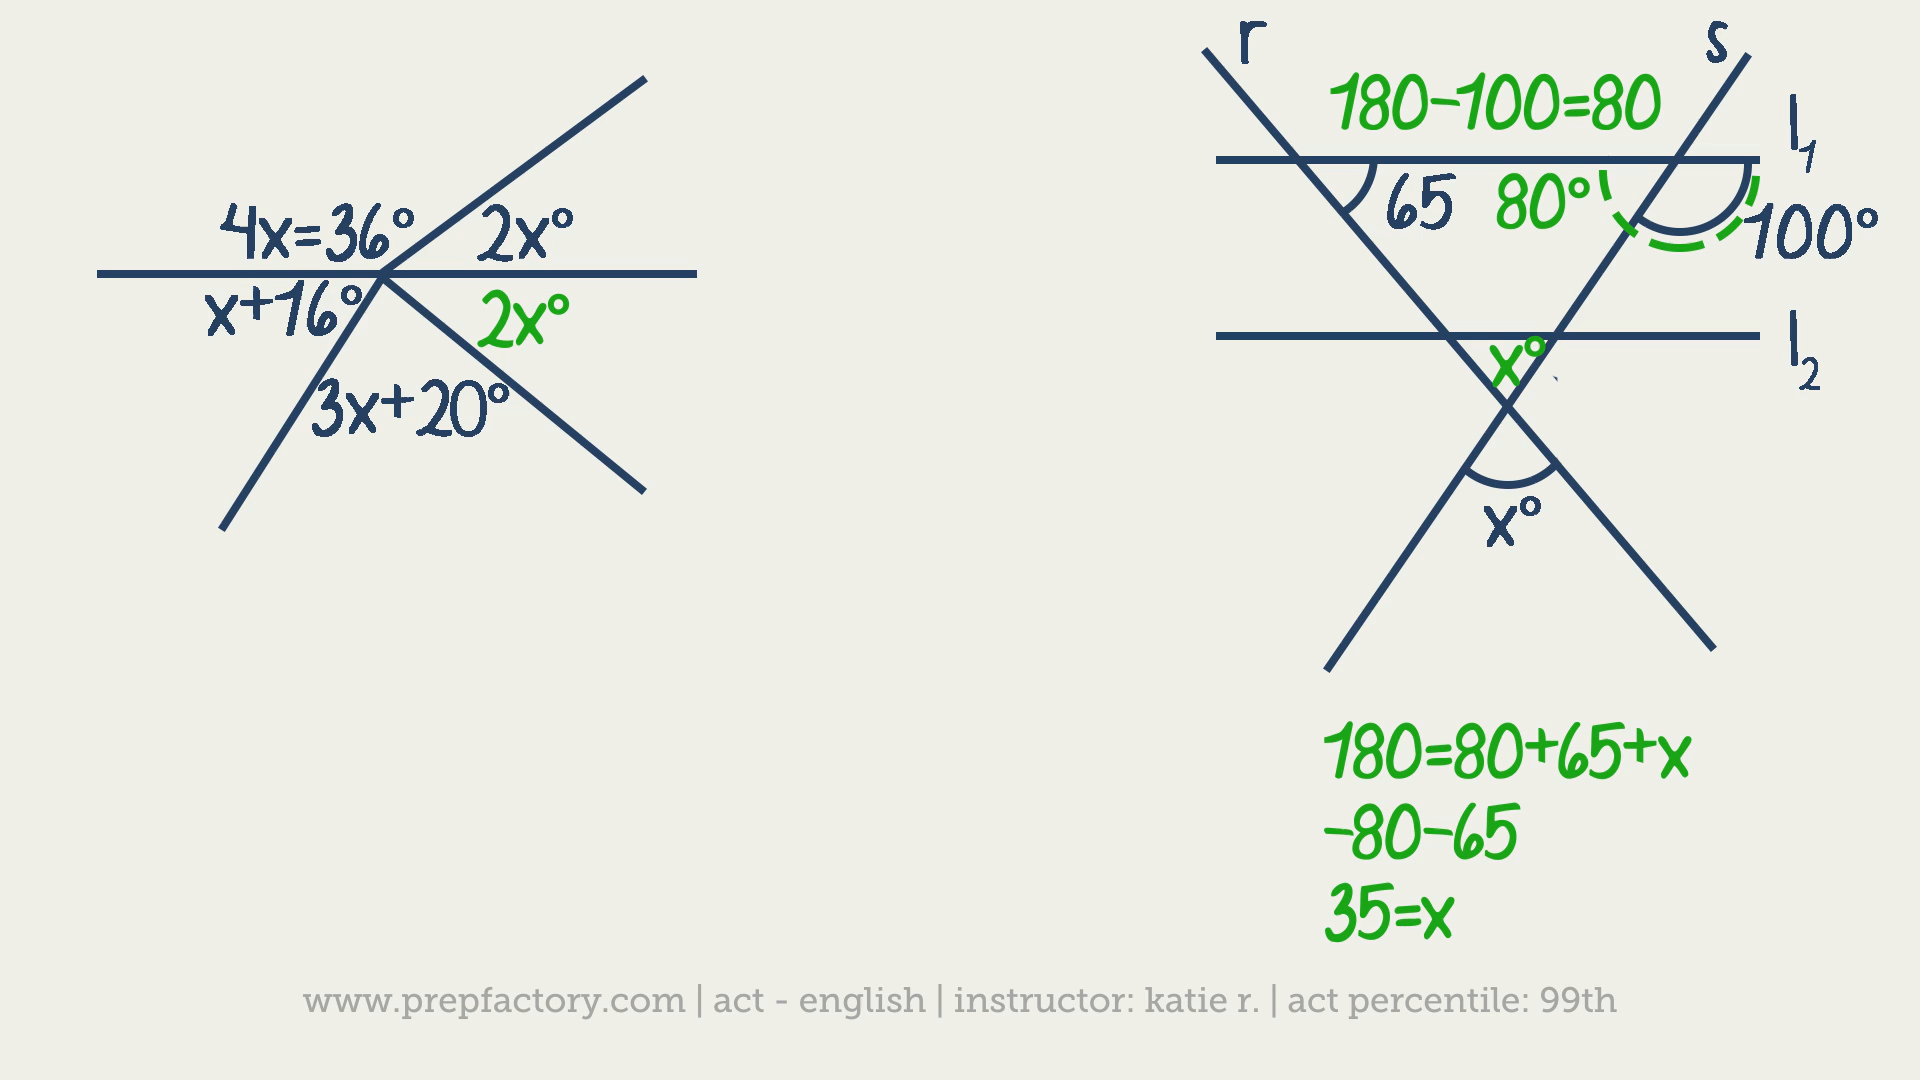 4x=36°
2x°
x+16°
2x°
3x+20°
r
s
180-100=80
l1
65
80°
100°
x°
l2
x°
180=80+65+x
-80-65
35=x
www.prepfactory.com | act - english | instructor: katie r. | act percentile: 99th